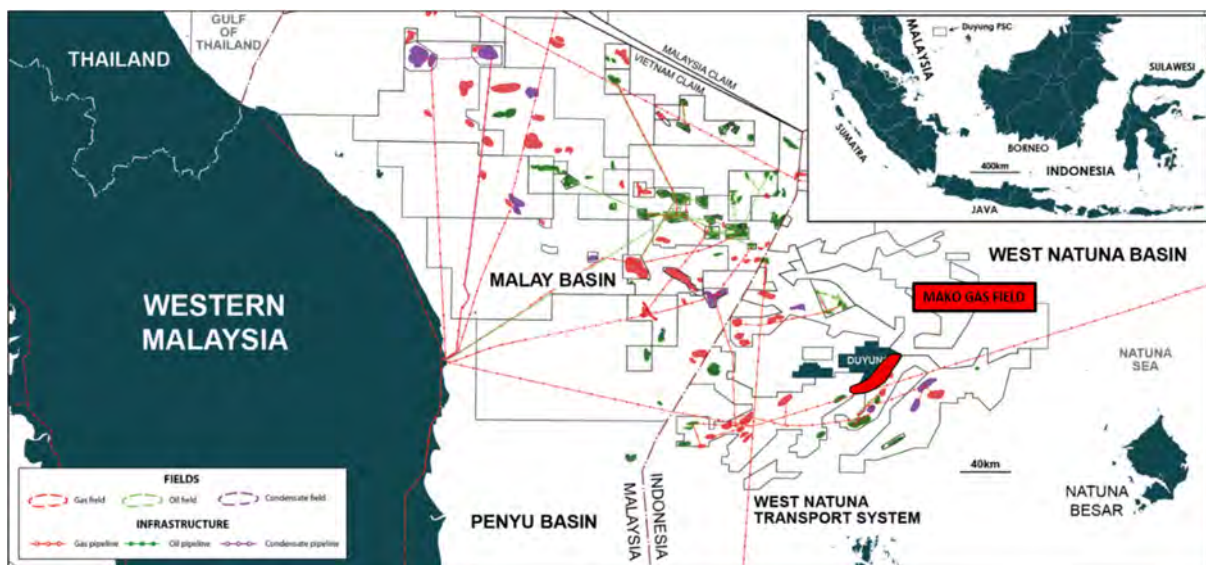 GULF
OF
THAILAND
THAILAND
MALAYSIA CLAIM
VIETNAM CLAIM
MALAYSIA
Duyung PSC
SULAWESI
SUMATRA
BORNEO
400km
INDONESIA
JAVA
WESTERN
MALAYSIA
MALAY BASIN
WEST NATUNA BASIN
MAKO GAS FIELD
DUYUN
NATUNA
SEA
40km
NATUNA
BESAR
PENYU BASIN
MALAYSIA
INDONESIA
WEST NATUNA
TRANSPORT SYSTEM
FIELDS
Gas field
Oil field
Condensate field
INFRASTRUCTURE
Gas pipeline
Oil pipeline
Condensate pipeline